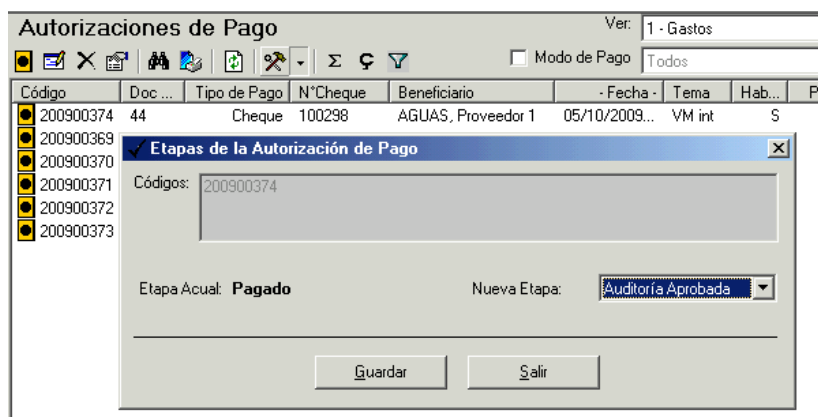 Autorizaciones de Pago
Ver: 1 - Gastos
Σ Ç
Modo de Pago Todos
Código Doc ... Tipo de Pago N°Cheque Beneficiario - Fecha - Tema Hab... P
200900374 44 Cheque 100298 AGUAS, Proveedor 1 05/10/2009... VM int S
200900369
200900370
200900371
200900372
200900373
Etapas de la Autorización de Pago
Códigos: 200900374
Etapa Acual: Pagado Nueva Etapa: Auditoría Aprobada
Guardar Salir